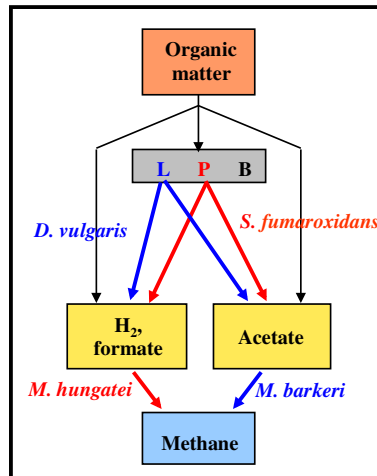 Organic
matter
L P B
D. vulgaris
S. fumaroxidans
H2,
formate
Acetate
M. hungatei
M. barkeri
Methane